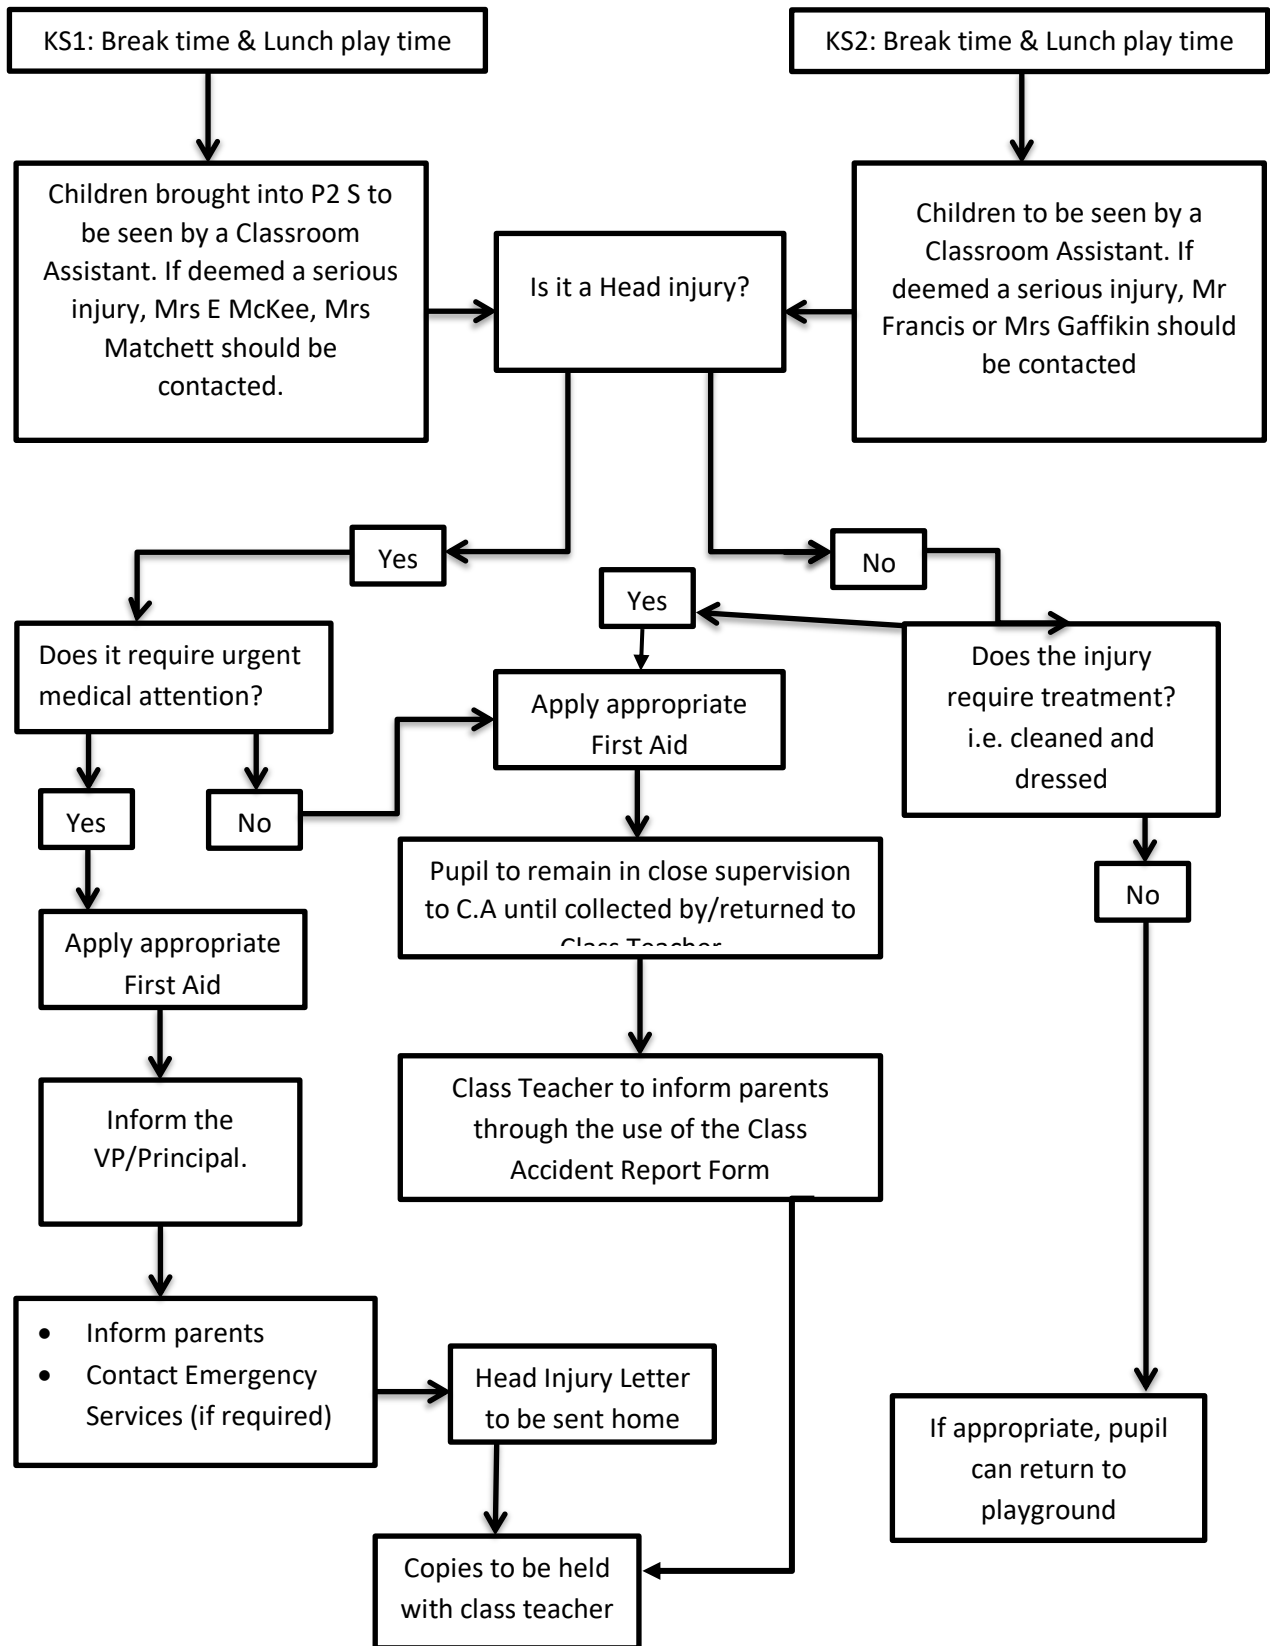 KS1: Break time & Lunch play time
KS2: Break time & Lunch play time
Children brought into P2 S to
be seen by a Classroom
Assistant. If deemed a serious
injury, Mrs E McKee, Mrs
Matchett should be
contacted.
Is it a Head injury?
Children to be seen by a
Classroom Assistant. If
deemed a serious injury, Mr
Francis or Mrs Gaffikin should
be contacted
Yes
No
Yes
Does it require urgent
medical attention?
Apply appropriate
First Aid
Does the injury
require treatment?
i.e. cleaned and
dressed
Yes
No
No
Pupil to remain in close supervision
to C.A until collected by/returned to
Class Teacher
Apply appropriate
First Aid
Class Teacher to inform parents
through the use of the Class
Accident Report Form
Inform the
VP/Principal.
• Inform parents
• Contact Emergency
Services (if required)
Head Injury Letter
to be sent home
If appropriate, pupil
can return to
playground
Copies to be held
with class teacher